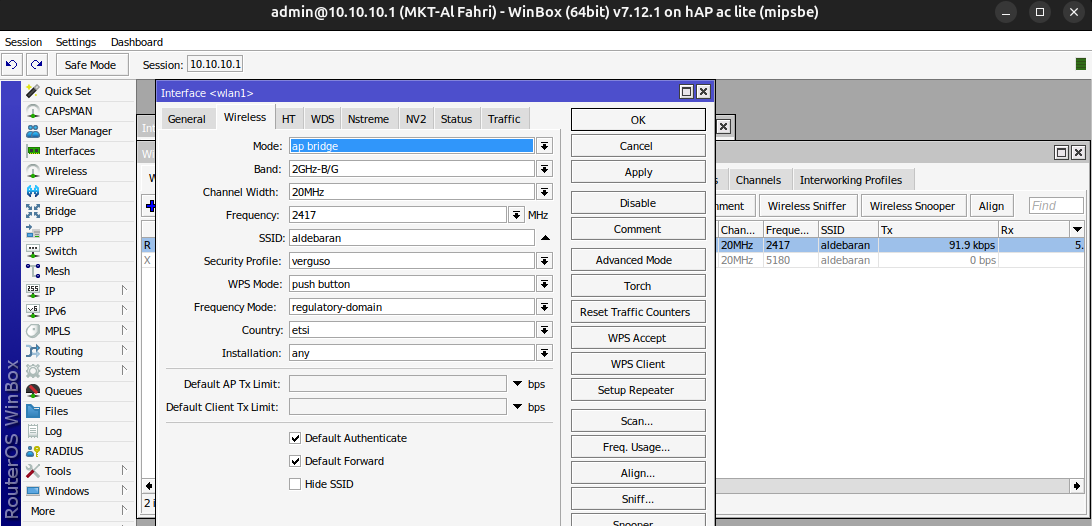 admin@10.10.10.1 (MKT-Al Fahri) - WinBox (64bit) v7.12.1 on hAP ac lite (mipsbe)
Session Settings Dashboard
Safe Mode Session: 10.10.10.1
Quick Set
CAPsMAN
User Manager
Interfaces
Wireless
WireGuard
Bridge
PPP
Switch
Mesh
IP
IPv6
MPLS
Routing
System
Queues
Files
Log
RADIUS
Tools
Windows
More
RouterOS WinBox
Interface <wlan1>
General Wireless HT WDS Nstreme NV2 Status Traffic
Mode: ap bridge
Band: 2GHz-B/G
Channel Width: 20MHz
Frequency: 2417 MHz
SSID: aldebaran
Security Profile: verguso
WPS Mode: push button
Frequency Mode: regulatory-domain
Country: etsi
Installation: any
Default AP Tx Limit: bps
Default Client Tx Limit: bps
Default Authenticate
Default Forward
Hide SSID
OK
Cancel
Apply
Disable
Comment
Advanced Mode
Torch
Reset Traffic Counters
WPS Accept
WPS Client
Setup Repeater
Scan...
Freq. Usage...
Align...
Sniff...
Snooper...
Channels Interworking Profiles
Wireless Sniffer Wireless Snooper Align Find
Chan... Freque... SSID Tx Rx
R 20MHz 2417 aldebaran 91.9 kbps 5.
X 20MHz 5180 aldebaran 0 bps